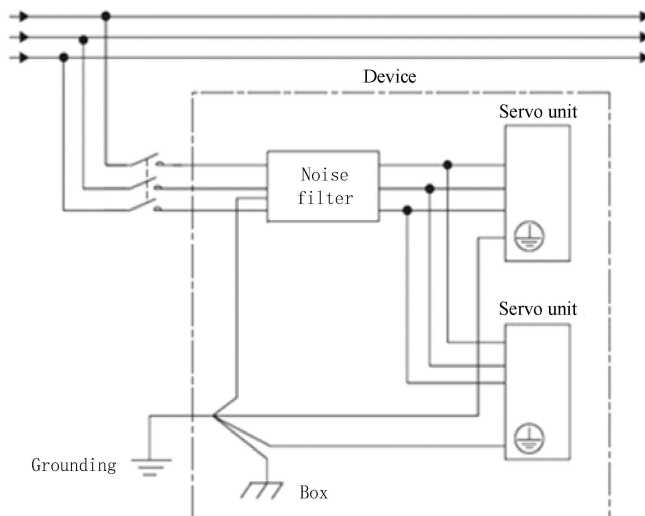 Device
Servo unit
Noise
filter
Servo unit
Grounding
Box